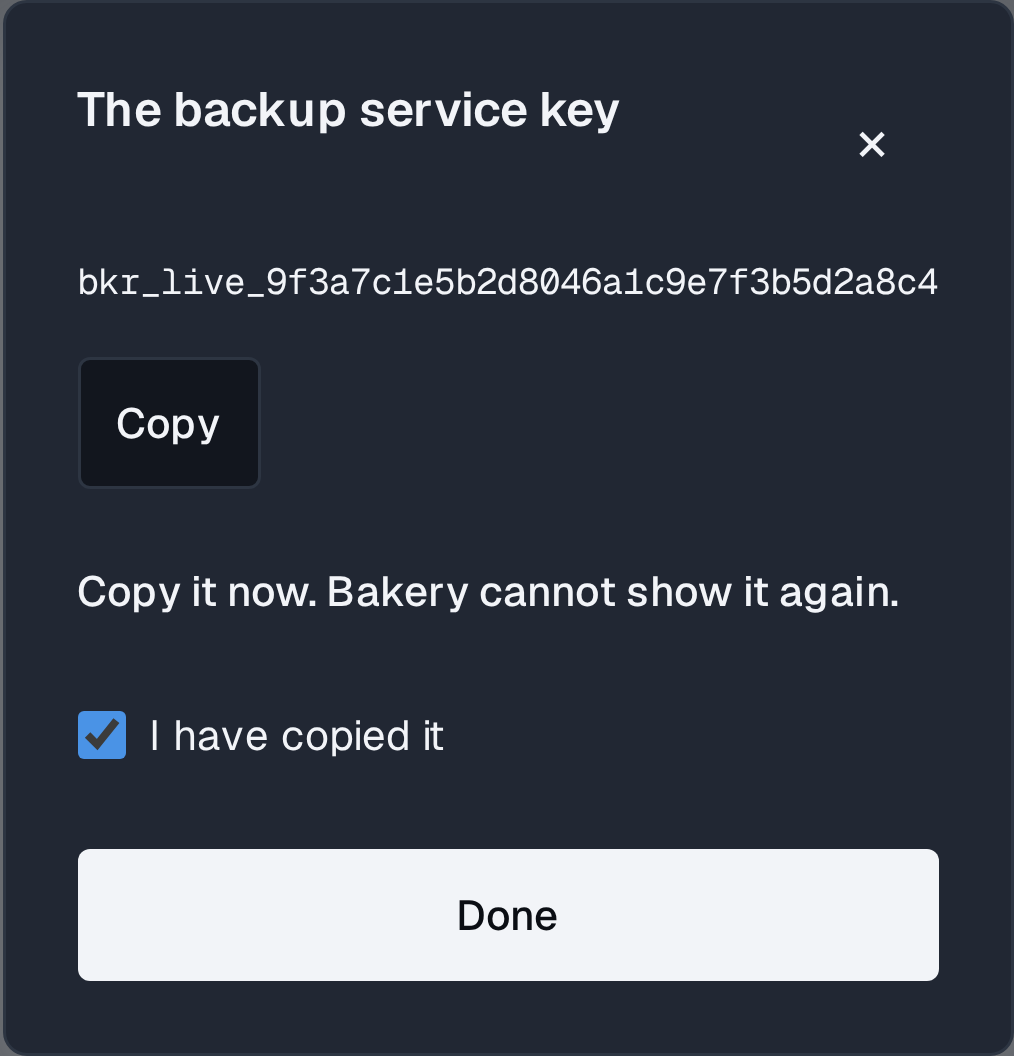 The backup service key
bkr_live_9f3a7c1e5b2d8046a1c9e7f3b5d2a8c4
Copy
Copy it now. Bakery cannot show it again.
I have copied it
Done